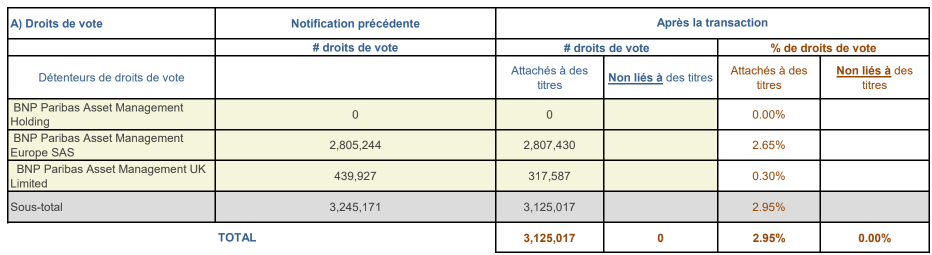 A) Droits de vote Notification précédente Après la transaction
# droits de vote # droits de vote % de droits de vote
Détenteurs de droits de vote Attachés à des titres Non liés à des titres Attachés à des titres Non liés à des titres
BNP Paribas Asset Management
Holding 0 0 0.00%
BNP Paribas Asset Management
Europe SAS 2,805,244 2,807,430 2.65%
BNP Paribas Asset Management UK
Limited 439,927 317,587 0.30%
Sous-total 3,245,171 3,125,017 2.95%
TOTAL 3,125,017 0 2.95% 0.00%